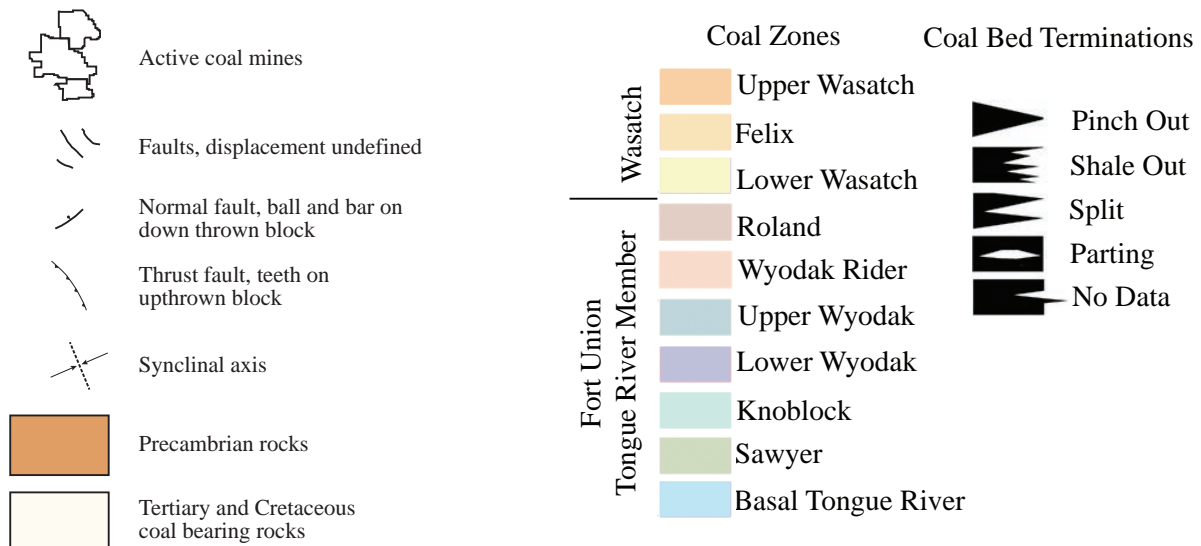 Active coal mines
Faults, displacement undefined
Normal fault, ball and bar on
down thrown block
Thrust fault, teeth on
upthrown block
Synclinal axis
Precambrian rocks
Tertiary and Cretaceous
coal bearing rocks
Coal Zones
Wasatch
Upper Wasatch
Felix
Lower Wasatch
Fort Union
Tongue River Member
Roland
Wyodak Rider
Upper Wyodak
Lower Wyodak
Knoblock
Sawyer
Basal Tongue River
Coal Bed Terminations
Pinch Out
Shale Out
Split
Parting
No Data